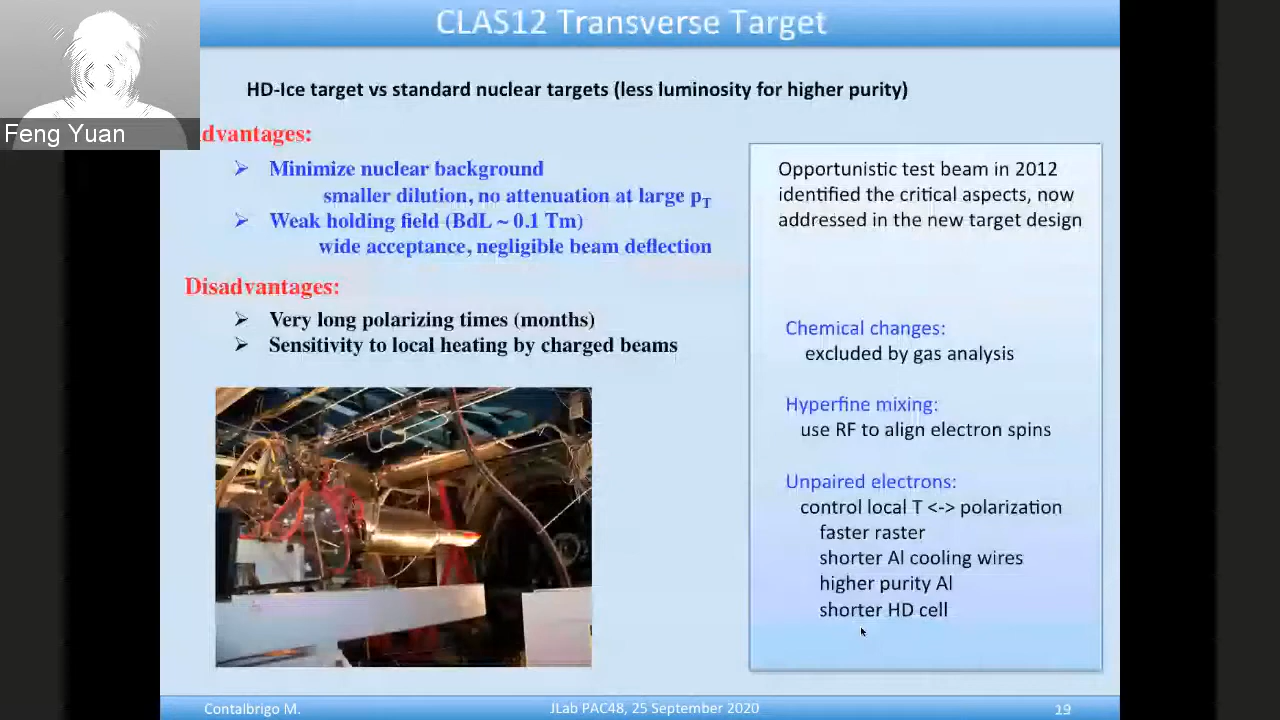 CLAS12 Transverse Target
HD-Ice target vs standard nuclear targets (less luminosity for higher purity)
Feng Yuan
dvantages:
Minimize nuclear background
smaller dilution, no attenuation at large pT
Weak holding field (BdL ~ 0.1 Tm)
wide acceptance, negligible beam deflection
Disadvantages:
Very long polarizing times (months)
Sensitivity to local heating by charged beams
Opportunistic test beam in 2012
identified the critical aspects, now
addressed in the new target design
Chemical changes:
excluded by gas analysis
Hyperfine mixing:
use RF to align electron spins
Unpaired electrons:
control local T <-> polarization
faster raster
shorter Al cooling wires
higher purity Al
shorter HD cell
Contalbrigo M.
JLab PAC48, 25 September 2020
19